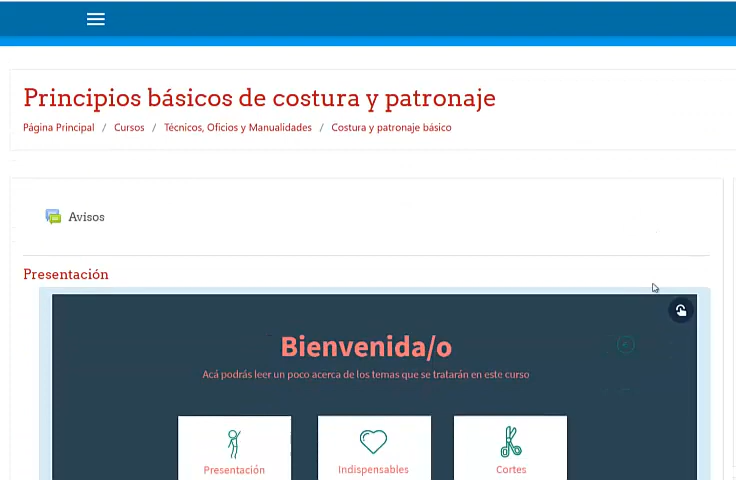 Principios básicos de costura y patronaje
Página Principal / Cursos / Técnicos, Oficios y Manualidades / Costura y patronaje básico
Avisos
Presentación
Bienvenida/o
Acá podrás leer un poco acerca de los temas que se tratarán en este curso
Presentación Indispensables Cortes